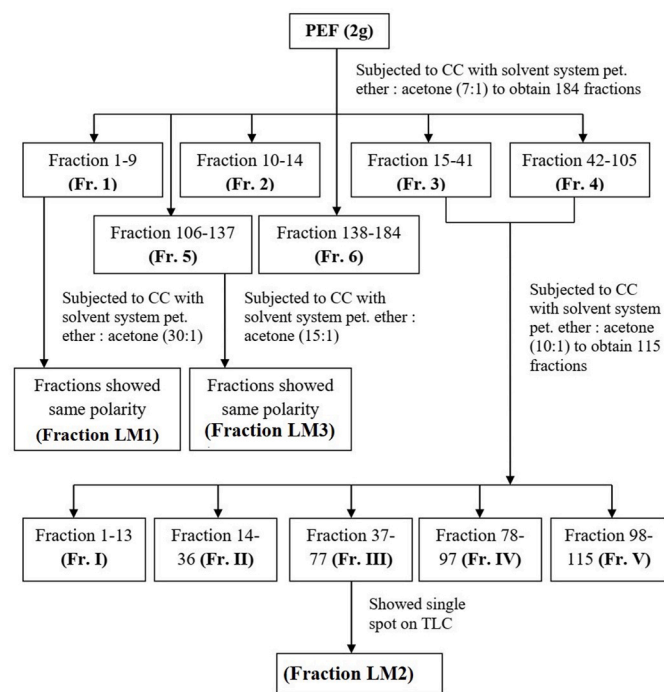 PEF (2g)
Subjected to CC with solvent system pet.
ether : acetone (7:1) to obtain 184 fractions
Fraction 1-9
(Fr. 1)
Fraction 10-14
(Fr. 2)
Fraction 15-41
(Fr. 3)
Fraction 42-105
(Fr. 4)
Fraction 106-137
(Fr. 5)
Fraction 138-184
(Fr. 6)
Subjected to CC with
solvent system pet.
ether : acetone (30:1)
Subjected to CC with
solvent system pet. ether :
acetone (15:1)
Subjected to CC
with solvent system
pet. ether : acetone
(10:1) to obtain 115
fractions
Fractions showed
same polarity
(Fraction LM1)
Fractions showed
same polarity
(Fraction LM3)
Fraction 1-13
(Fr. I)
Fraction 14-
36 (Fr. II)
Fraction 37-
77 (Fr. III)
Fraction 78-
97 (Fr. IV)
Fraction 98-
115 (Fr. V)
Showed single
spot on TLC
(Fraction LM2)